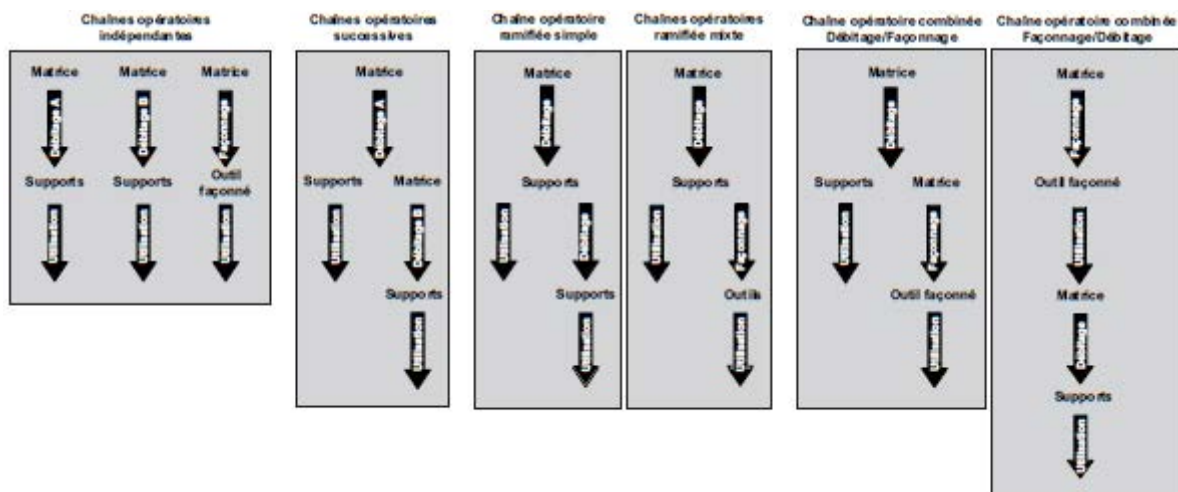 Chaînes opératoires
indépendantes
Matrice Matrice Matrice
Débitage A Débitage B Façonnage
Supports Supports Outil
façonné
Utilisation Utilisation Utilisation
Chaînes opératoires
successives
Matrice
Débitage A
Supports Matrice
Utilisation Débitage B
Supports
Utilisation
Chaîne opératoire
ramifiée simple
Matrice
Débitage
Supports
Utilisation Débitage
Supports
Utilisation
Chaînes opératoires
ramifiée mixte
Matrice
Débitage
Supports
Utilisation Façonnage
Outils
Utilisation
Chaîne opératoire combinée
Débitage/Façonnage
Matrice
Débitage
Supports Matrice
Utilisation Façonnage
Outil façonné
Utilisation
Chaîne opératoire combinée
Façonnage/Débitage
Matrice
Façonnage
Outil façonné
Utilisation
Matrice
Débitage
Supports
Utilisation